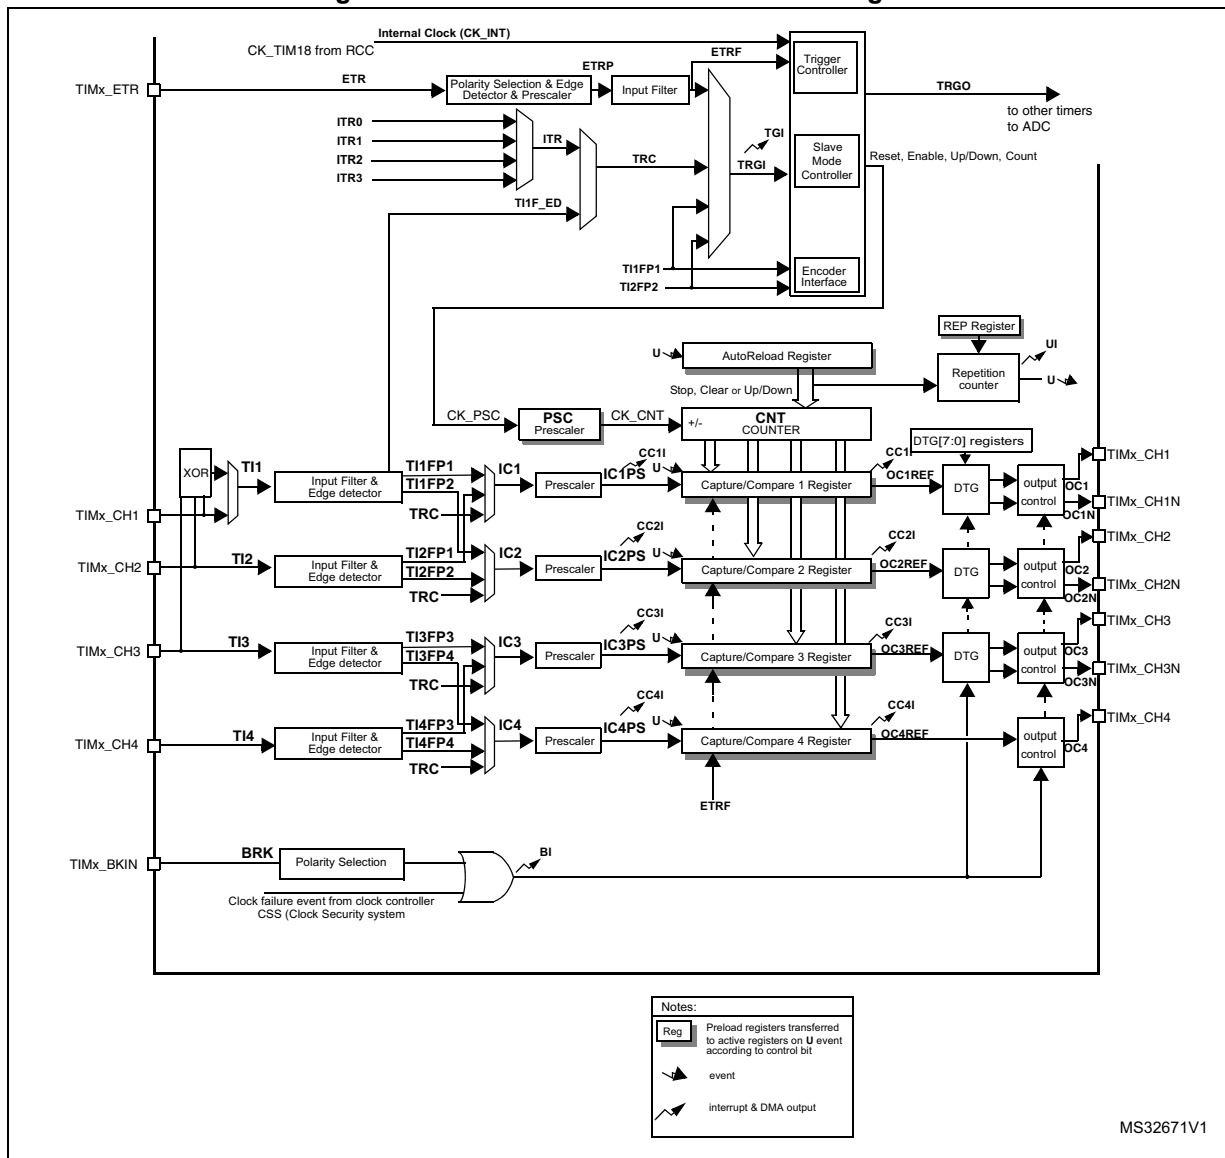 Internal Clock (CK_INT)
CK_TIM18 from RCC
ETRF
Trigger
Controller
TIMx_ETR
ETR
Polarity Selection & Edge
Detector & Prescaler
ETRP
Input Filter
TRGO
to other timers
to ADC
ITR0
ITR1
ITR2
ITR3
ITR
TRC
TGI
TRGI
Slave
Mode
Controller
Reset, Enable, Up/Down, Count
TI1F_ED
TI1FP1
TI2FP2
Encoder
Interface
REP Register
UI
U
AutoReload Register
Repetition
counter
U
Stop, Clear or Up/Down
CK_PSC
PSC
Prescaler
CK_CNT
+/-
CNT
COUNTER
DTG[7:0] registers
XOR
TI1
Input Filter &
Edge detector
TI1FP1
TI1FP2
TRC
IC1
Prescaler
CC1I
U
IC1PS
Capture/Compare 1 Register
CC1I
OC1REF
DTG
output
control
OC1
OC1N
TIMx_CH1
TIMx_CH1N
TIMx_CH1
TIMx_CH2
TI2
Input Filter &
Edge detector
TI2FP1
TI2FP2
TRC
IC2
Prescaler
CC2I
U
IC2PS
Capture/Compare 2 Register
CC2I
OC2REF
DTG
output
control
OC2
OC2N
TIMx_CH2
TIMx_CH2N
TIMx_CH3
TI3
Input Filter &
Edge detector
TI3FP3
TI3FP4
TRC
IC3
Prescaler
CC3I
U
IC3PS
Capture/Compare 3 Register
CC3I
OC3REF
DTG
output
control
OC3
OC3N
TIMx_CH3
TIMx_CH3N
TIMx_CH4
TI4
Input Filter &
Edge detector
TI4FP3
TI4FP4
TRC
IC4
Prescaler
CC4I
U
IC4PS
Capture/Compare 4 Register
CC4I
OC4REF
output
control
OC4
TIMx_CH4
ETRF
TIMx_BKIN
BRK
Polarity Selection
BI
Clock failure event from clock controller
CSS (Clock Security system
Notes:
Reg
Preload registers transferred
to active registers on U event
according to control bit
event
interrupt & DMA output
MS32671V1